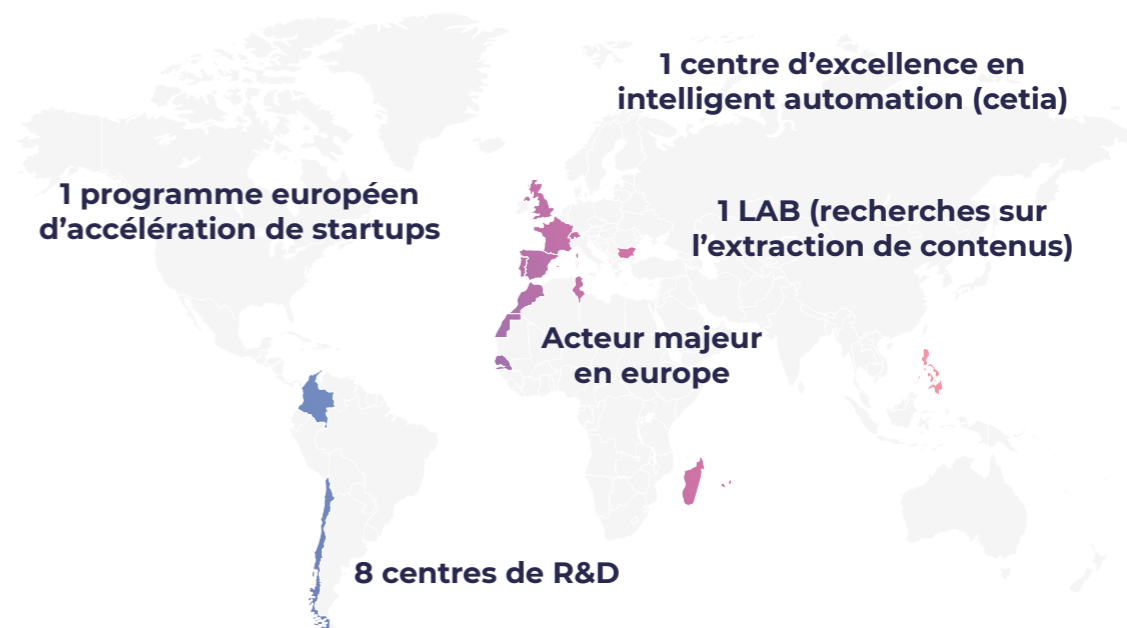 1 centre d’excellence en
intelligent automation (cetia)
1 programme européen
d’accélération de startups
1 LAB (recherches sur
l’extraction de contenus)
Acteur majeur
en europe
8 centres de R&D